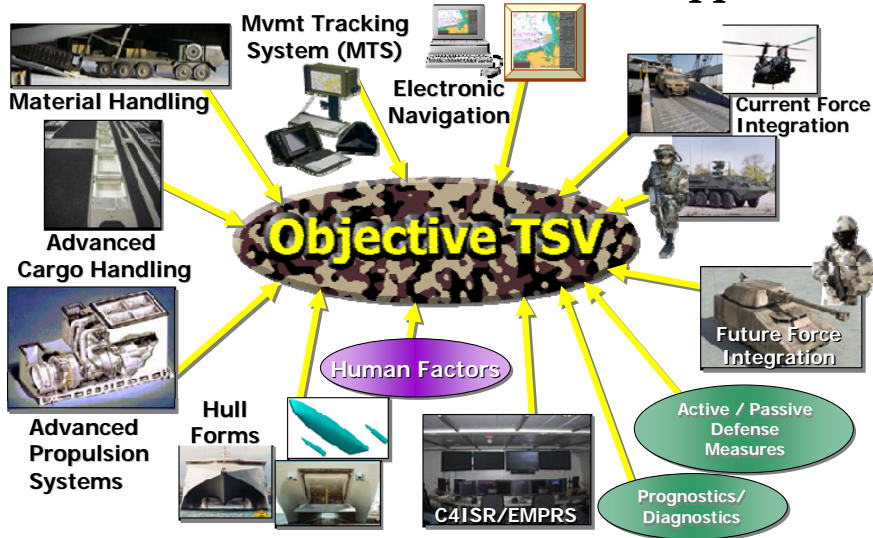 Mvmt Tracking
System (MTS)
Electronic
Navigation
Material Handling
Current Force
Integration
Advanced
Cargo Handling
Objective TSV
Future Force
Integration
Human Factors
Hull
Forms
Advanced
Propulsion
Systems
C4ISR/EMPRS
Active / Passive
Defense
Measures
Prognostics/
Diagnostics